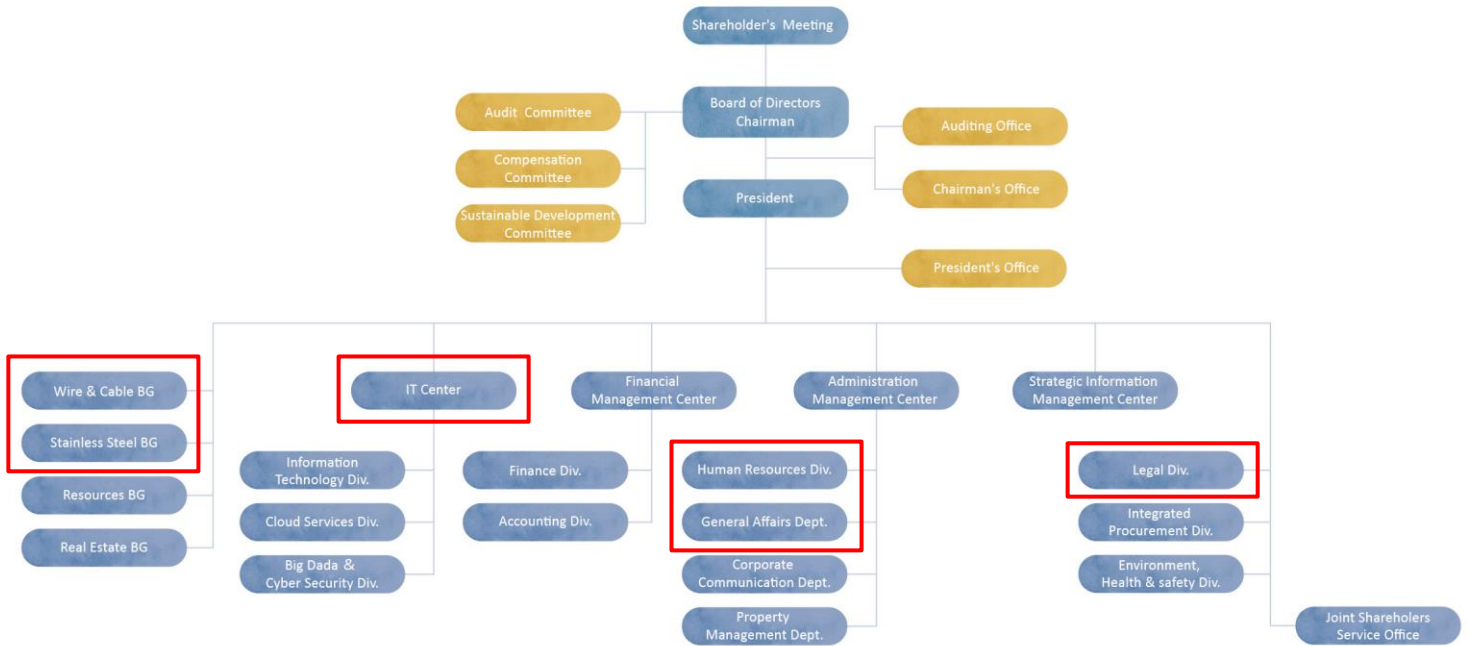 Shareholder's Meeting
Board of Directors
Chairman
Audit Committee
Compensation
Committee
Sustainable Development
Committee
Auditing Office
Chairman's Office
President
President's Office
Wire & Cable BG
Stainless Steel BG
Resources BG
Real Estate BG
IT Center
Information
Technology Div.
Cloud Services Div.
Big Dada &
Cyber Security Div.
Financial
Management Center
Finance Div.
Accounting Div.
Administration
Management Center
Human Resources Div.
General Affairs Dept.
Corporate
Communication Dept.
Property
Management Dept.
Strategic Information
Management Center
Legal Div.
Integrated
Procurement Div.
Environment,
Health & safety Div.
Joint Shareholers
Service Office